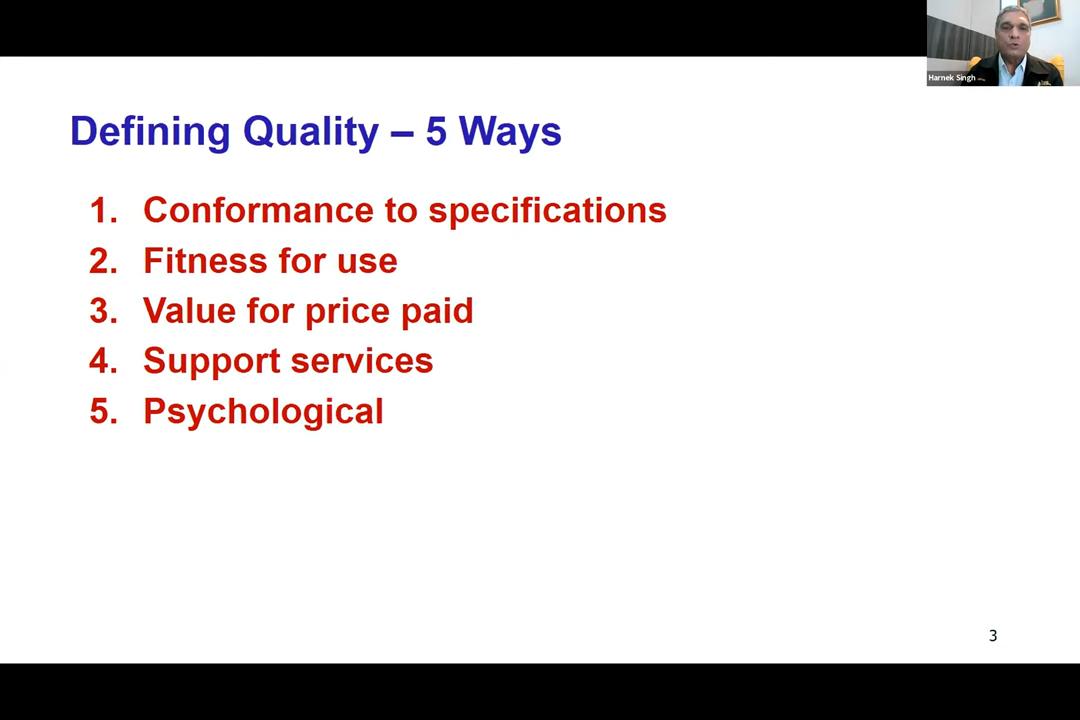 Harnek Singh
Defining Quality – 5 Ways
1. Conformance to specifications
2. Fitness for use
3. Value for price paid
4. Support services
5. Psychological
3